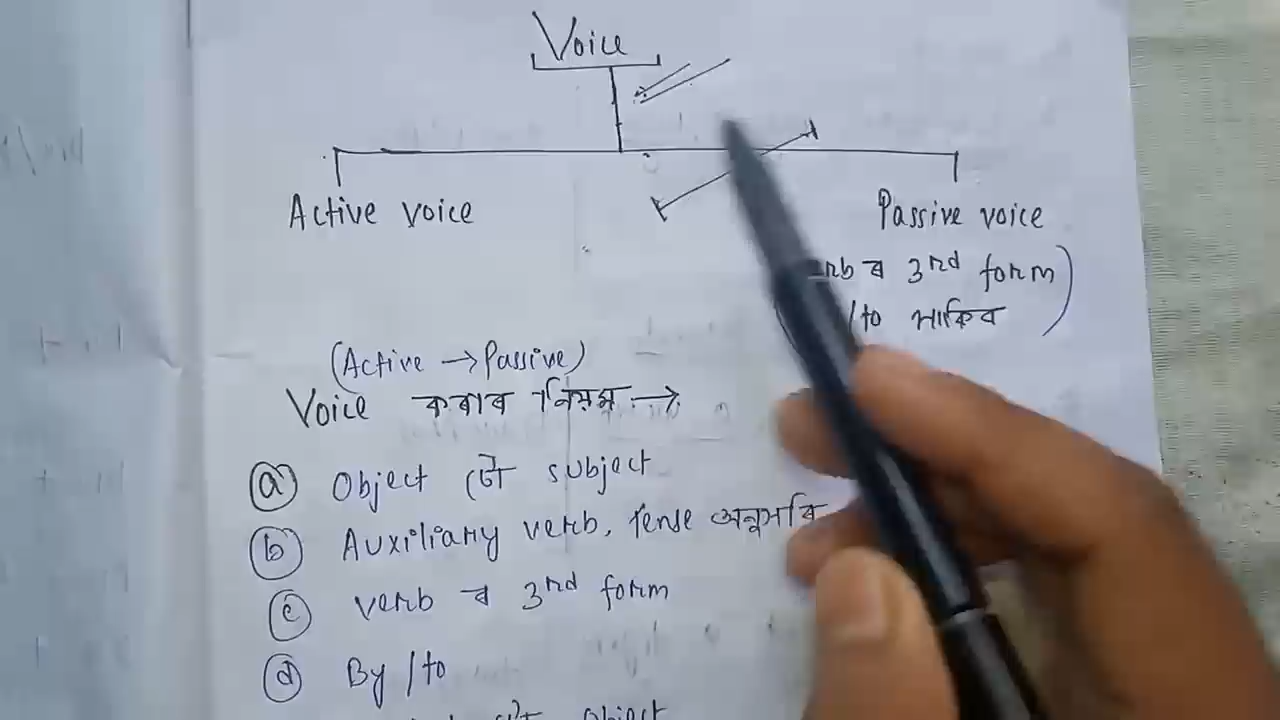 Voice
Active voice
Passive voice
ৰ 3rd form
/to থাকিব
(Active → Passive)
Voice কৰাৰ নিয়ম →
(a) Object টো subject
(b) Auxiliary verb, Tense অনুযায়ি
(c) verb ৰ 3rd form
(d) By/to
object